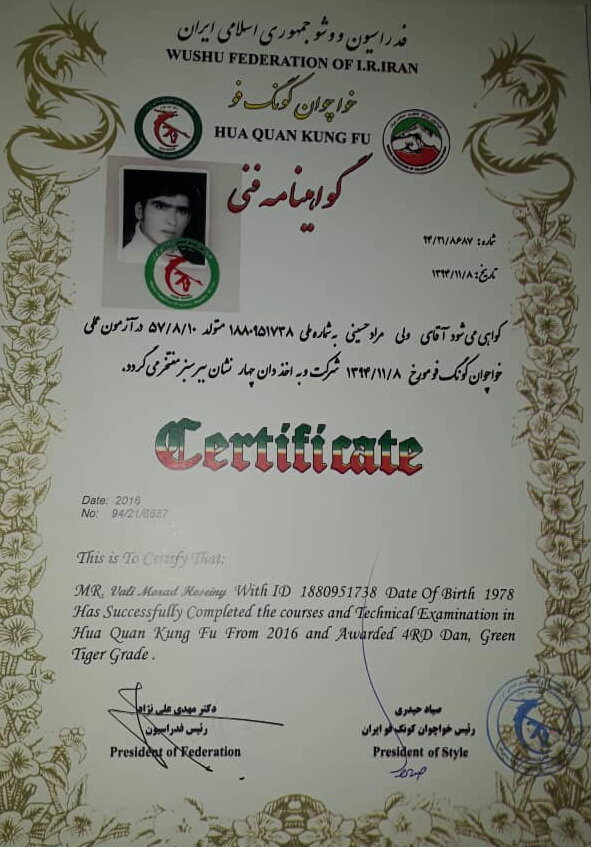 فدراسیون ووشو جمهوری اسلامی ایران
WUSHU FEDERATION OF I.R.IRAN
خواچوان کونگ فو
HUA QUAN KUNG FU
گواهینامه فنی
شماره: ۹۴/۲۱/۸۶۸۷
تاریخ: ۱۳۹۴/۱۱/۸
گواهی می شود آقای ولی مرادحسینی به شماره ملی ۱۸۸۰۹۵۱۷۳۸ متولد ۵۷/۸/۱۰ در آزمون عملی
خواچوان کونگ فو مورخ ۱۳۹۴/۱۱/۸ شرکت و به اخذ دان چهار نشان ببر سبز مفتخر می گردد.
Certificate
Date: 2016
No: 94/21/8687
This is To Certify That:
MR. Vali Morad Hoseiny With ID 1880951738 Date Of Birth 1978
Has Successfully Completed the courses and Technical Examination in
Hua Quan Kung Fu From 2016 and Awarded 4RD Dan, Green
Tiger Grade .
دکتر مهدی علی نژاد
رئیس فدراسیون
President of Federation
صیاد حیدری
رئیس خواچوان کونگ فو ایران
President of Style